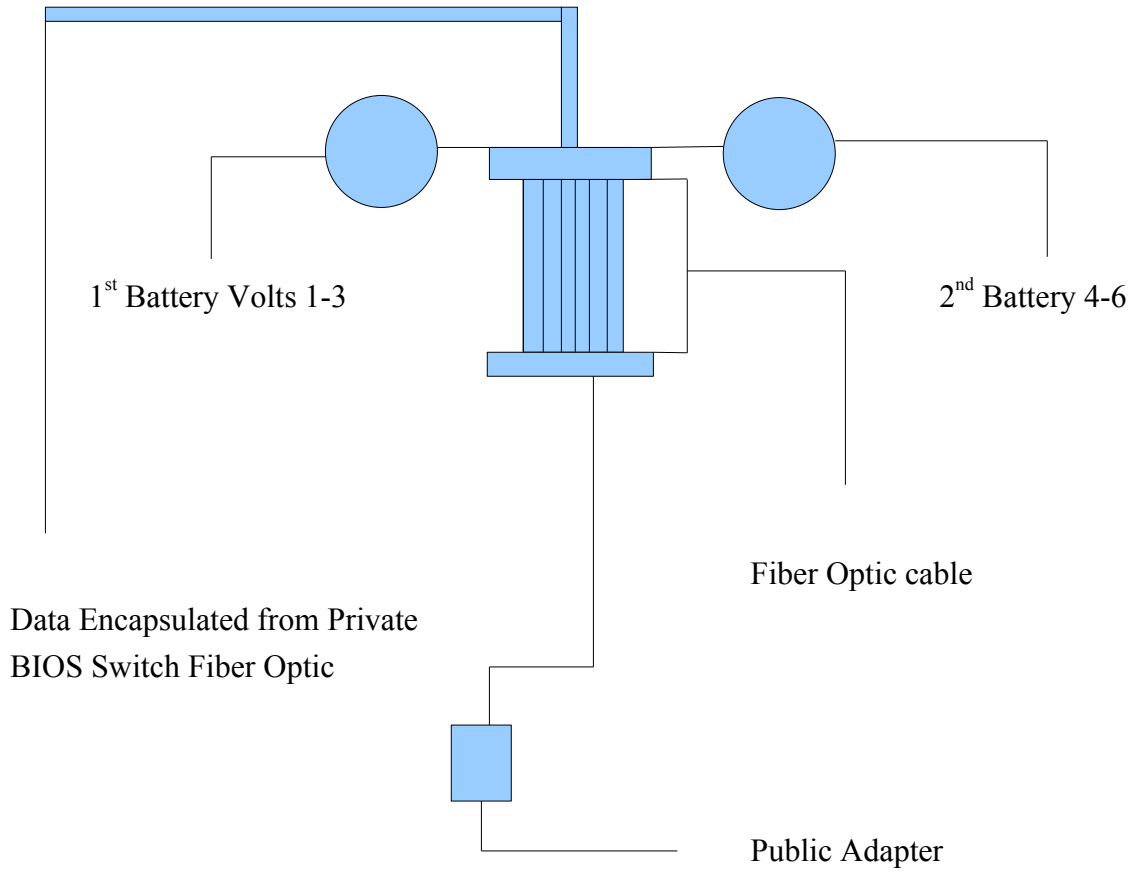 1st Battery Volts 1-3
2nd Battery 4-6
Fiber Optic cable
Data Encapsulated from Private
BIOS Switch Fiber Optic
Public Adapter